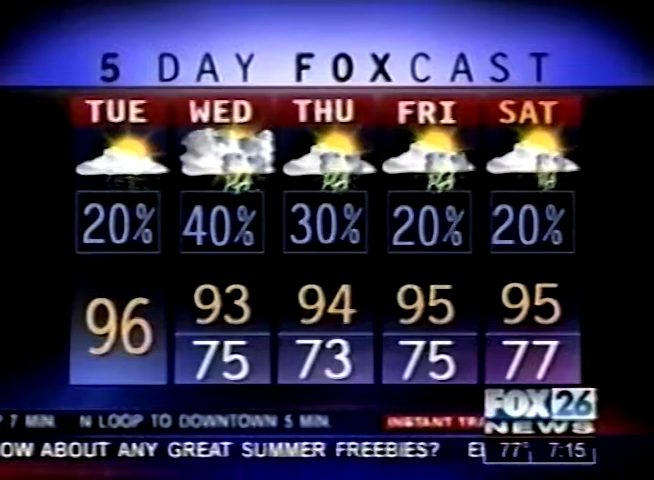 5 DAY FOXCAST
TUE WED THU FRI SAT
20% 40% 30% 20% 20%
96 93 94 95 95
75 73 75 77
7 MIN. N LOOP TO DOWNTOWN 5 MIN. INSTANT
FOX 26
NEWS
OW ABOUT ANY GREAT SUMMER FREEBIES?
77° 7:15